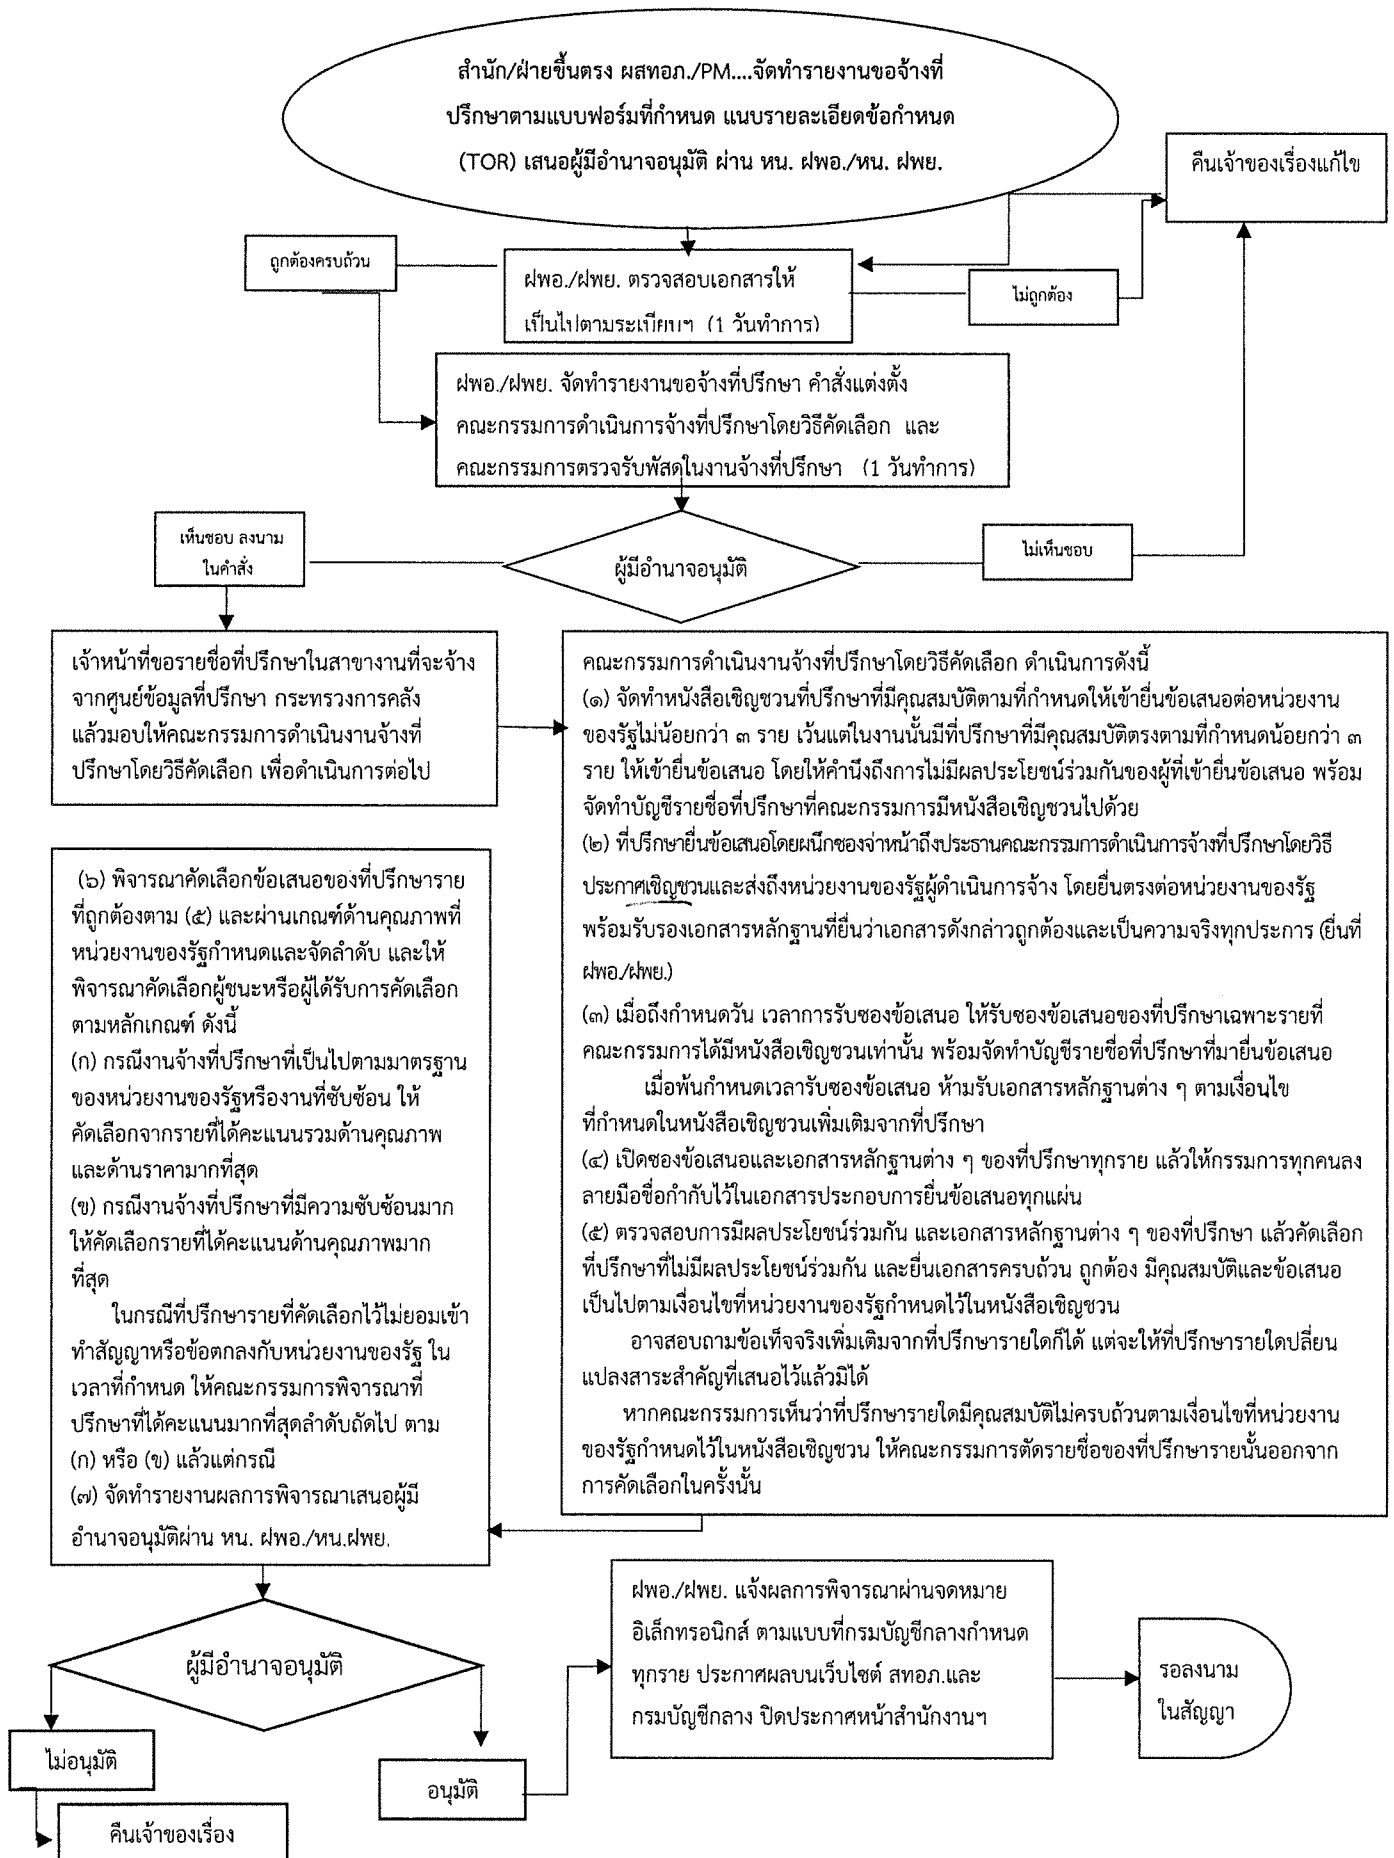 สำนัก/ฝ่ายขึ้นตรง ผสทอภ./PM....จัดทำรายงานขอจ้างที่
ปรึกษาตามแบบฟอร์มที่กำหนด แนบรายละเอียดข้อกำหนด
(TOR) เสนอผู้มีอำนาจอนุมัติ ผ่าน หน. ฝพอ./หน. ฝพย.
คืนเจ้าของเรื่องแก้ไข
ถูกต้องครบถ้วน
ฝพอ./ฝพย. ตรวจสอบเอกสารให้
เป็นไปตามระเบียบฯ (1 วันทำการ)
ไม่ถูกต้อง
ฝพอ./ฝพย. จัดทำรายงานขอจ้างที่ปรึกษา คำสั่งแต่งตั้ง
คณะกรรมการดำเนินการจ้างที่ปรึกษาโดยวิธีคัดเลือก และ
คณะกรรมการตรวจรับพัสดุในงานจ้างที่ปรึกษา (1 วันทำการ)
เห็นชอบ ลงนาม
ในคำสั่ง
ผู้มีอำนาจอนุมัติ
ไม่เห็นชอบ
เจ้าหน้าที่ขอรายชื่อที่ปรึกษาในสาขางานที่จะจ้าง
จากศูนย์ข้อมูลที่ปรึกษา กระทรวงการคลัง
แล้วมอบให้คณะกรรมการดำเนินงานจ้างที่
ปรึกษาโดยวิธีคัดเลือก เพื่อดำเนินการต่อไป
คณะกรรมการดำเนินงานจ้างที่ปรึกษาโดยวิธีคัดเลือก ดำเนินการดังนี้
(๑) จัดทำหนังสือเชิญชวนที่ปรึกษาที่มีคุณสมบัติตามที่กำหนดให้เข้ายื่นข้อเสนอต่อหน่วยงาน
ของรัฐไม่น้อยกว่า ๓ ราย เว้นแต่ในงานนั้นมีที่ปรึกษาที่มีคุณสมบัติตรงตามที่กำหนดน้อยกว่า ๓
ราย ให้เข้ายื่นข้อเสนอ โดยให้คำนึงถึงการไม่มีผลประโยชน์ร่วมกันของผู้ที่เข้ายื่นข้อเสนอ พร้อม
จัดทำบัญชีรายชื่อที่ปรึกษาที่คณะกรรมการมีหนังสือเชิญชวนไปด้วย
(๒) ที่ปรึกษายื่นข้อเสนอโดยผนึกซองจ่าหน้าถึงประธานคณะกรรมการดำเนินการจ้างที่ปรึกษาโดยวิธี
ประกาศเชิญชวนและส่งถึงหน่วยงานของรัฐผู้ดำเนินการจ้าง โดยยื่นตรงต่อหน่วยงานของรัฐ
พร้อมรับรองเอกสารหลักฐานที่ยื่นว่าเอกสารดังกล่าวถูกต้องและเป็นความจริงทุกประการ (ยื่นที่
ฝพอ./ฝพย.)
(๓) เมื่อถึงกำหนดวัน เวลาการรับซองข้อเสนอ ให้รับซองข้อเสนอของที่ปรึกษาเฉพาะรายที่
คณะกรรมการได้มีหนังสือเชิญชวนเท่านั้น พร้อมจัดทำบัญชีรายชื่อที่ปรึกษาที่มายื่นข้อเสนอ
เมื่อพ้นกำหนดเวลารับซองข้อเสนอ ห้ามรับเอกสารหลักฐานต่าง ๆ ตามเงื่อนไข
ที่กำหนดในหนังสือเชิญชวนเพิ่มเติมจากที่ปรึกษา
(๔) เปิดซองข้อเสนอและเอกสารหลักฐานต่าง ๆ ของที่ปรึกษาทุกราย แล้วให้กรรมการทุกคนลง
ลายมือชื่อกำกับไว้ในเอกสารประกอบการยื่นข้อเสนอทุกแผ่น
(๕) ตรวจสอบการมีผลประโยชน์ร่วมกัน และเอกสารหลักฐานต่าง ๆ ของที่ปรึกษา แล้วคัดเลือก
ที่ปรึกษาที่ไม่มีผลประโยชน์ร่วมกัน และยื่นเอกสารครบถ้วน ถูกต้อง มีคุณสมบัติและข้อเสนอ
เป็นไปตามเงื่อนไขที่หน่วยงานของรัฐกำหนดไว้ในหนังสือเชิญชวน
อาจสอบถามข้อเท็จจริงเพิ่มเติมจากที่ปรึกษารายใดก็ได้ แต่จะให้ที่ปรึกษารายใดเปลี่ยน
แปลงสาระสำคัญที่เสนอไว้แล้วมิได้
หากคณะกรรมการเห็นว่าที่ปรึกษารายใดมีคุณสมบัติไม่ครบถ้วนตามเงื่อนไขที่หน่วยงาน
ของรัฐกำหนดไว้ในหนังสือเชิญชวน ให้คณะกรรมการตัดรายชื่อของที่ปรึกษารายนั้นออกจาก
การคัดเลือกในครั้งนั้น
(๖) พิจารณาคัดเลือกข้อเสนอของที่ปรึกษาราย
ที่ถูกต้องตาม (๕) และผ่านเกณฑ์ด้านคุณภาพที่
หน่วยงานของรัฐกำหนดและจัดลำดับ และให้
พิจารณาคัดเลือกผู้ชนะหรือผู้ได้รับการคัดเลือก
ตามหลักเกณฑ์ ดังนี้
(ก) กรณีงานจ้างที่ปรึกษาที่เป็นไปตามมาตรฐาน
ของหน่วยงานของรัฐหรืองานที่ซับซ้อน ให้
คัดเลือกจากรายที่ได้คะแนนรวมด้านคุณภาพ
และด้านราคามากที่สุด
(ข) กรณีงานจ้างที่ปรึกษาที่มีความซับซ้อนมาก
ให้คัดเลือกรายที่ได้คะแนนด้านคุณภาพมาก
ที่สุด
ในกรณีที่ปรึกษารายที่คัดเลือกไว้ไม่ยอมเข้า
ทำสัญญาหรือข้อตกลงกับหน่วยงานของรัฐ ใน
เวลาที่กำหนด ให้คณะกรรมการพิจารณาที่
ปรึกษาที่ได้คะแนนมากที่สุดลำดับถัดไป ตาม
(ก) หรือ (ข) แล้วแต่กรณี
(๗) จัดทำรายงานผลการพิจารณาเสนอผู้มี
อำนาจอนุมัติผ่าน หน. ฝพอ./หน.ฝพย.
ผู้มีอำนาจอนุมัติ
ฝพอ./ฝพย. แจ้งผลการพิจารณาผ่านจดหมาย
อิเล็กทรอนิกส์ ตามแบบที่กรมบัญชีกลางกำหนด
ทุกราย ประกาศผลบนเว็บไซต์ สทอภ.และ
กรมบัญชีกลาง ปิดประกาศหน้าสำนักงานฯ
รอลงนาม
ในสัญญา
ไม่อนุมัติ
อนุมัติ
คืนเจ้าของเรื่อง